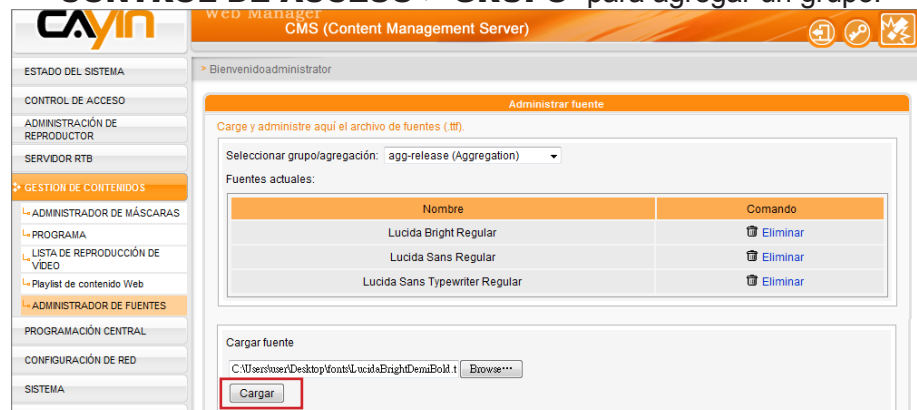 CONTROL DE ACCESO > GRUPO" para agregar un grupo.
CAYIN
Web Manager
CMS (Content Management Server)
ESTADO DEL SISTEMA
> Bienvenidoadministrator
CONTROL DE ACCESO
ADMINISTRACIÓN DE
REPRODUCTOR
SERVIDOR RTB
GESTIÓN DE CONTENIDOS
ADMINISTRADOR DE MÁSCARAS
PROGRAMA
LISTA DE REPRODUCCIÓN DE
VÍDEO
Playlist de contenido Web
ADMINISTRADOR DE FUENTES
PROGRAMACIÓN CENTRAL
CONFIGURACIÓN DE RED
SISTEMA
Administrar fuente
Carge y administre aquí el archivo de fuentes (.ttf).
Seleccionar grupo/agregación: agg-release (Aggregation)
Fuentes actuales:
Nombre Comando
Lucida Bright Regular Eliminar
Lucida Sans Regular Eliminar
Lucida Sans Typewriter Regular Eliminar
Cargar fuente
C:\Users\user\Desktop\fonts\LucidaBrightDemiBold.t Browse...
Cargar